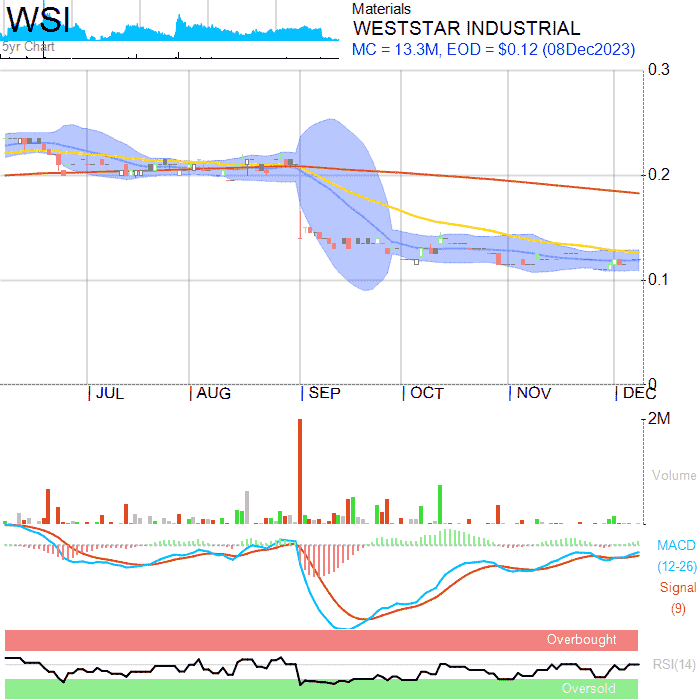 WSI
5yr Chart
Materials
WESTSTAR INDUSTRIAL
MC = 13.3M, EOD = $0.12 (08Dec2023)
0.3
0.2
0.1
0
JUL
AUG
SEP
OCT
NOV
DEC
2M
Volume
MACD
(12-26)
Signal
(9)
Overbought
RSI(14)
Oversold